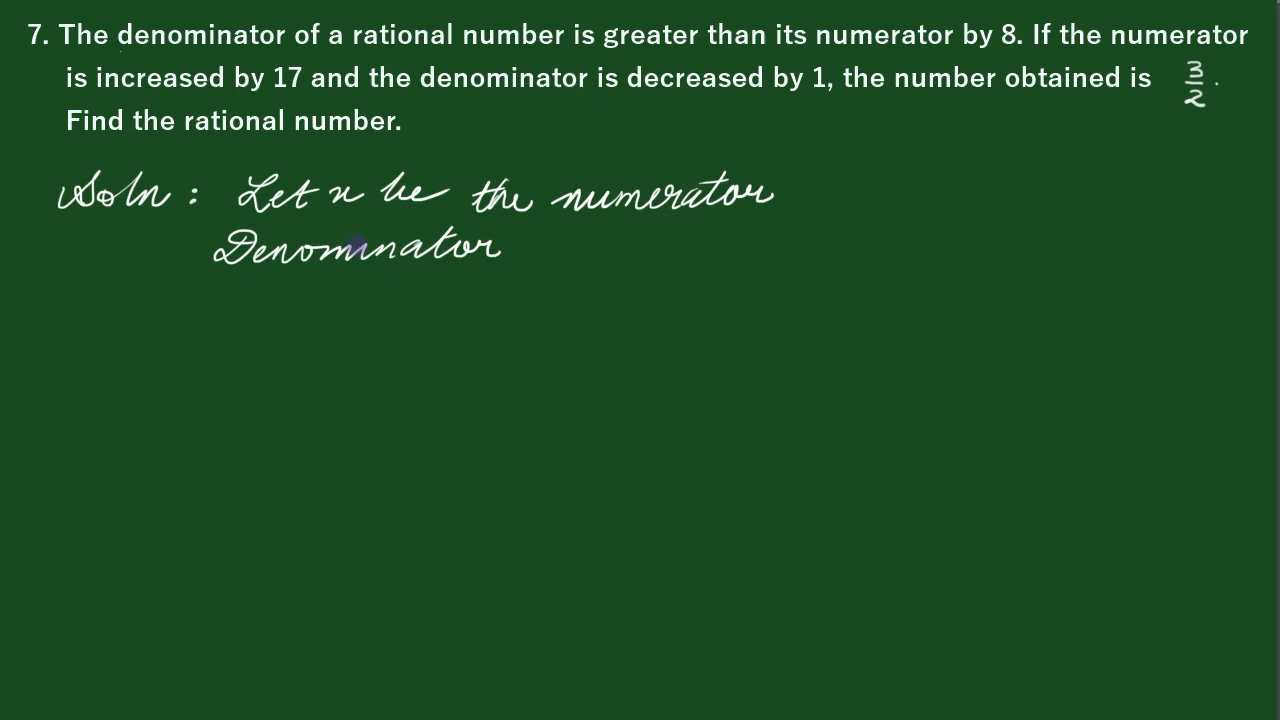 7. The denominator of a rational number is greater than its numerator by 8. If the numerator
is increased by 17 and the denominator is decreased by 1, the number obtained is 3/2 .
Find the rational number.
Soln : Let x be the numerator
Denominator